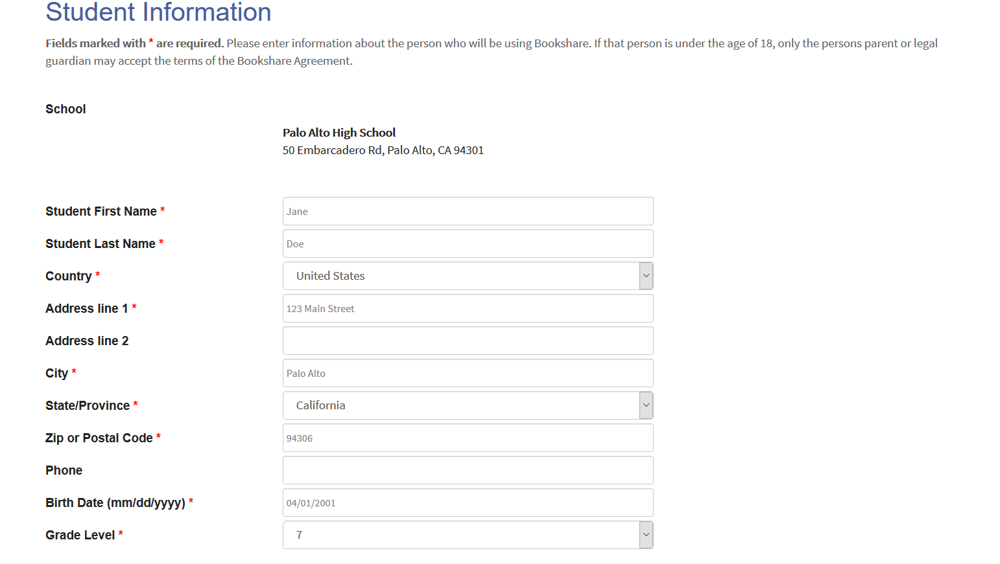 Student Information
Fields marked with * are required. Please enter information about the person who will be using Bookshare. If that person is under the age of 18, only the persons parent or legal
guardian may accept the terms of the Bookshare Agreement.
School
Palo Alto High School
50 Embarcadero Rd, Palo Alto, CA 94301
Student First Name * Jane
Student Last Name * Doe
Country * United States
Address line 1 * 123 Main Street
Address line 2
City * Palo Alto
State/Province * California
Zip or Postal Code * 94306
Phone
Birth Date (mm/dd/yyyy) * 04/01/2001
Grade Level * 7